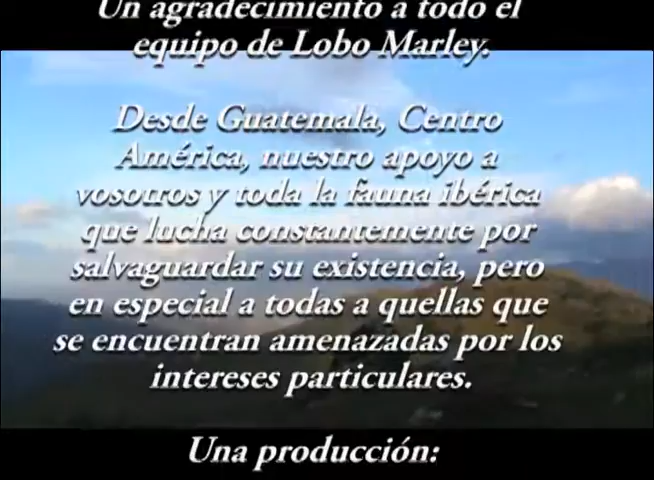 Un agradecimiento a todo el
equipo de Lobo Marley.
Desde Guatemala, Centro
América, nuestro apoyo a
vosotros y toda la fauna ibérica
que lucha constantemente por
salvaguardar su existencia, pero
en especial a todas a quellas que
se encuentran amenazadas por los
intereses particulares.
Una producción: